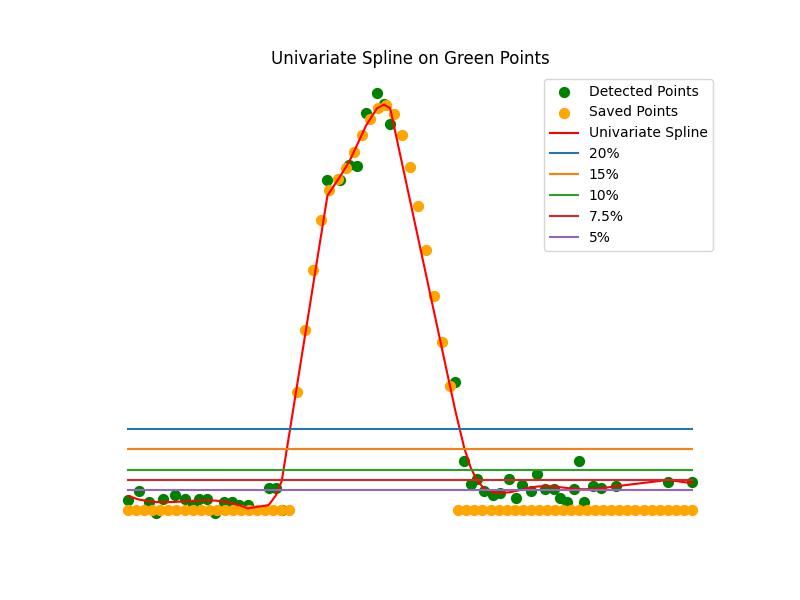 Univariate Spline on Green Points
Detected Points
Saved Points
Univariate Spline
20%
15%
10%
7.5%
5%